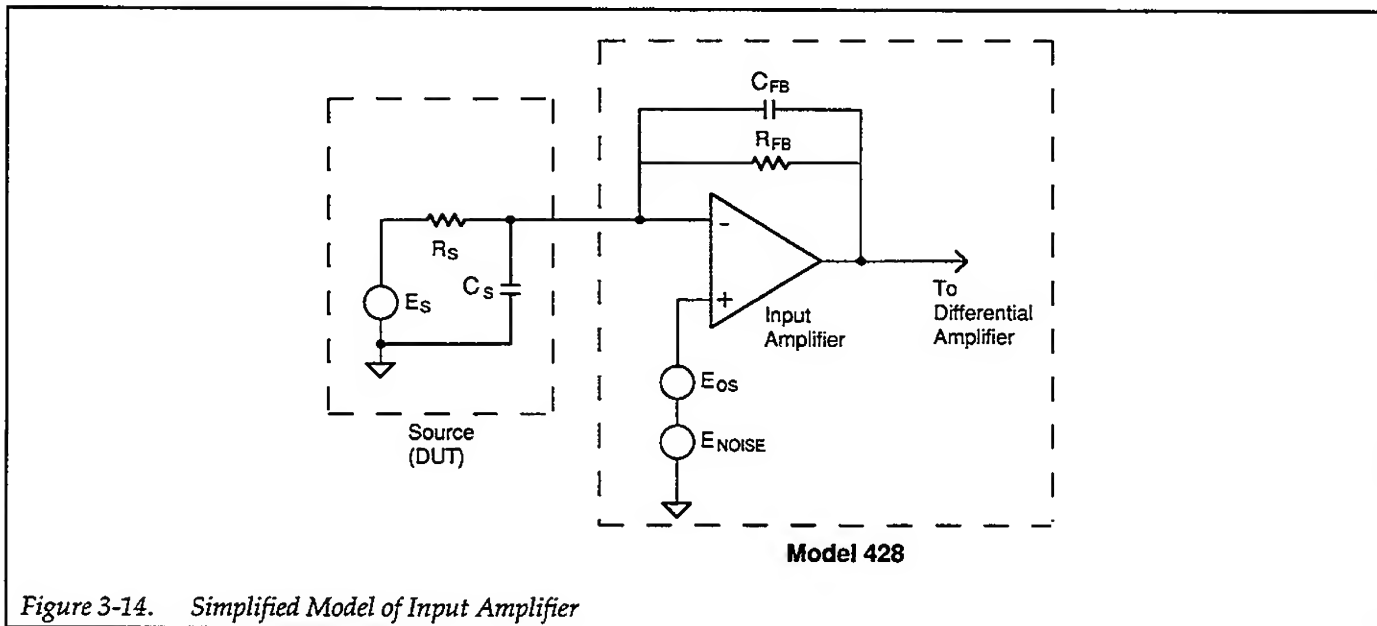 C_FB
R_FB
R_S
C_S
E_S
-
+
Input
Amplifier
To
Differential
Amplifier
E_OS
E_NOISE
Source
(DUT)
Model 428
Figure 3-14. Simplified Model of Input Amplifier